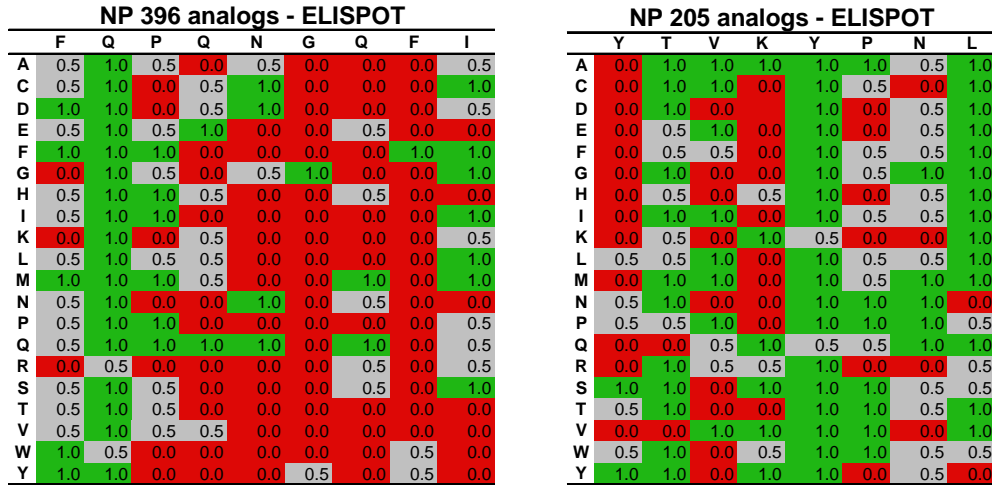 NP 396 analogs - ELISPOT
F Q P Q N G Q F I
A 0.5 1.0 0.5 0.0 0.5 0.0 0.0 0.0 0.5
C 0.5 1.0 0.0 0.5 1.0 0.0 0.0 0.0 1.0
D 1.0 1.0 0.0 0.5 1.0 0.0 0.0 0.0 0.5
E 0.5 1.0 0.5 1.0 0.0 0.0 0.5 0.0 0.0
F 1.0 1.0 1.0 0.0 0.0 0.0 0.0 1.0 1.0
G 0.0 1.0 0.5 0.0 0.5 1.0 0.0 0.0 1.0
H 0.5 1.0 1.0 0.5 0.0 0.0 0.5 0.0 0.0
I 0.5 1.0 1.0 0.0 0.0 0.0 0.0 0.0 1.0
K 0.0 1.0 0.0 0.5 0.0 0.0 0.0 0.0 0.5
L 0.5 1.0 0.5 0.5 0.0 0.0 0.0 0.0 1.0
M 1.0 1.0 1.0 0.5 0.0 0.0 1.0 0.0 1.0
N 0.5 1.0 0.0 0.0 1.0 0.0 0.5 0.0 0.0
P 0.5 1.0 1.0 0.0 0.0 0.0 0.0 0.0 0.5
Q 0.5 1.0 1.0 1.0 1.0 0.0 1.0 0.0 0.5
R 0.0 0.5 0.0 0.0 0.0 0.0 0.5 0.0 0.5
S 0.5 1.0 0.5 0.0 0.0 0.0 0.5 0.0 1.0
T 0.5 1.0 0.5 0.0 0.0 0.0 0.0 0.0 0.0
V 0.5 1.0 0.5 0.5 0.0 0.0 0.0 0.0 0.0
W 1.0 0.5 0.0 0.0 0.0 0.0 0.0 0.5 0.0
Y 1.0 1.0 0.0 0.0 0.0 0.5 0.0 0.5 0.0
NP 205 analogs - ELISPOT
Y T V K Y P N L
A 0.0 1.0 1.0 1.0 1.0 1.0 0.5 1.0
C 0.0 1.0 1.0 0.0 1.0 0.5 0.0 1.0
D 0.0 1.0 0.0 1.0 0.0 0.5 1.0
E 0.0 0.5 1.0 0.0 1.0 0.0 0.5 1.0
F 0.0 0.5 0.5 0.0 1.0 0.5 0.5 1.0
G 0.0 1.0 0.0 0.0 1.0 0.5 1.0 1.0
H 0.0 0.5 0.0 0.5 1.0 0.0 0.5 1.0
I 0.0 1.0 1.0 0.0 1.0 0.5 0.5 1.0
K 0.0 0.5 0.0 1.0 0.5 0.0 0.0 1.0
L 0.5 0.5 1.0 0.0 1.0 0.5 0.5 1.0
M 0.0 1.0 1.0 0.0 1.0 0.5 1.0 1.0
N 0.5 1.0 0.0 0.0 1.0 1.0 1.0 0.0
P 0.5 0.5 1.0 0.0 1.0 1.0 1.0 0.5
Q 0.0 0.0 0.5 1.0 0.5 0.5 1.0 1.0
R 0.0 1.0 0.5 0.5 1.0 0.0 0.0 0.5
S 1.0 1.0 0.0 1.0 1.0 1.0 0.5 0.5
T 0.5 1.0 0.0 0.0 1.0 1.0 0.5 1.0
V 0.0 0.0 1.0 1.0 1.0 1.0 0.0 1.0
W 0.5 0.5 0.0 0.5 1.0 1.0 0.5 0.5
Y 1.0 1.0 0.0 1.0 1.0 0.0 0.5 0.0